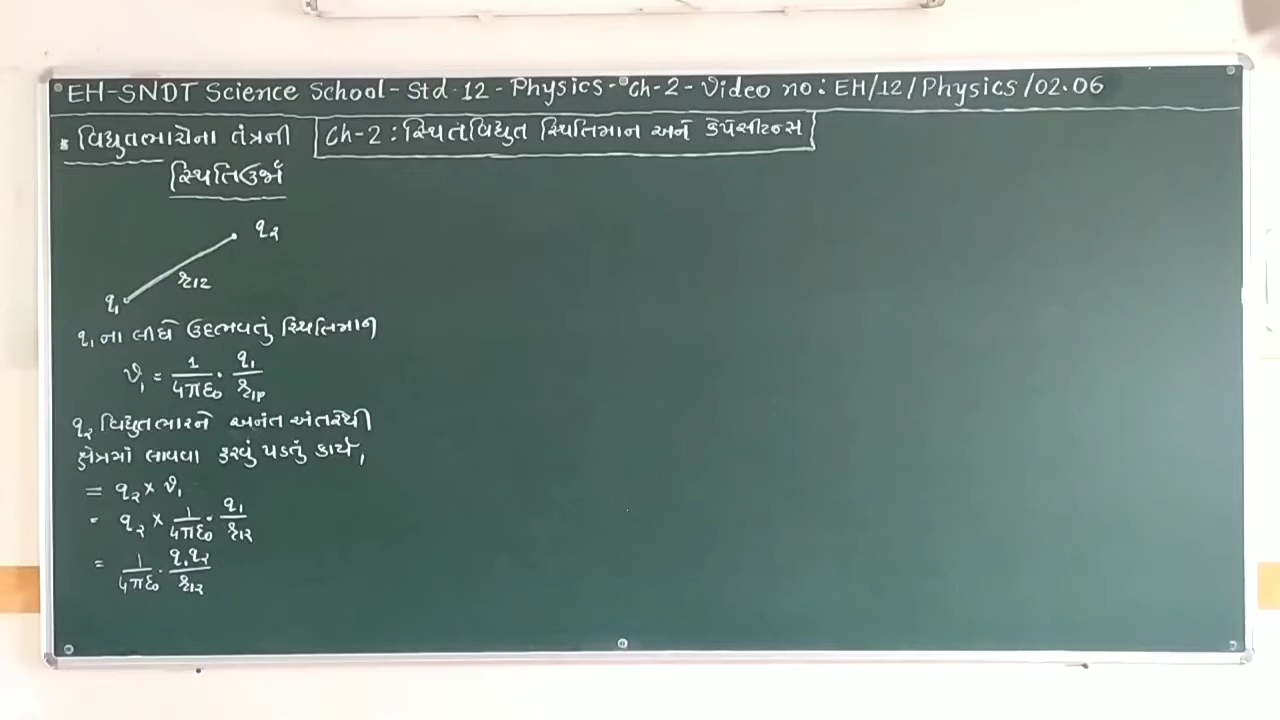 EH-SNDT Science School - Std - 12 - Physics - Ch-2 - Video no : EH/12/Physics/02.06
* વિદ્યુતભારોના તંત્રની
સ્થિતિઉર્જા
Ch-2 : સ્થિતવિદ્યુત સ્થિતિમાન અને કેપેસીટન્સ
q₂
r₁₂
q₁
q₁ ના લીધે ઉદ્દભવતું સ્થિતિમાન
V₁ = 1/4πε₀ · q₁/r₁p
q₂ વિદ્યુતભારને અનંત અંતરેથી
ક્ષેત્રમાં લાવવા કરવું પડતું કાર્ય,
= q₂ × V₁
= q₂ × 1/4πε₀ · q₁/r₁₂
= 1/4πε₀ · q₁q₂/r₁₂